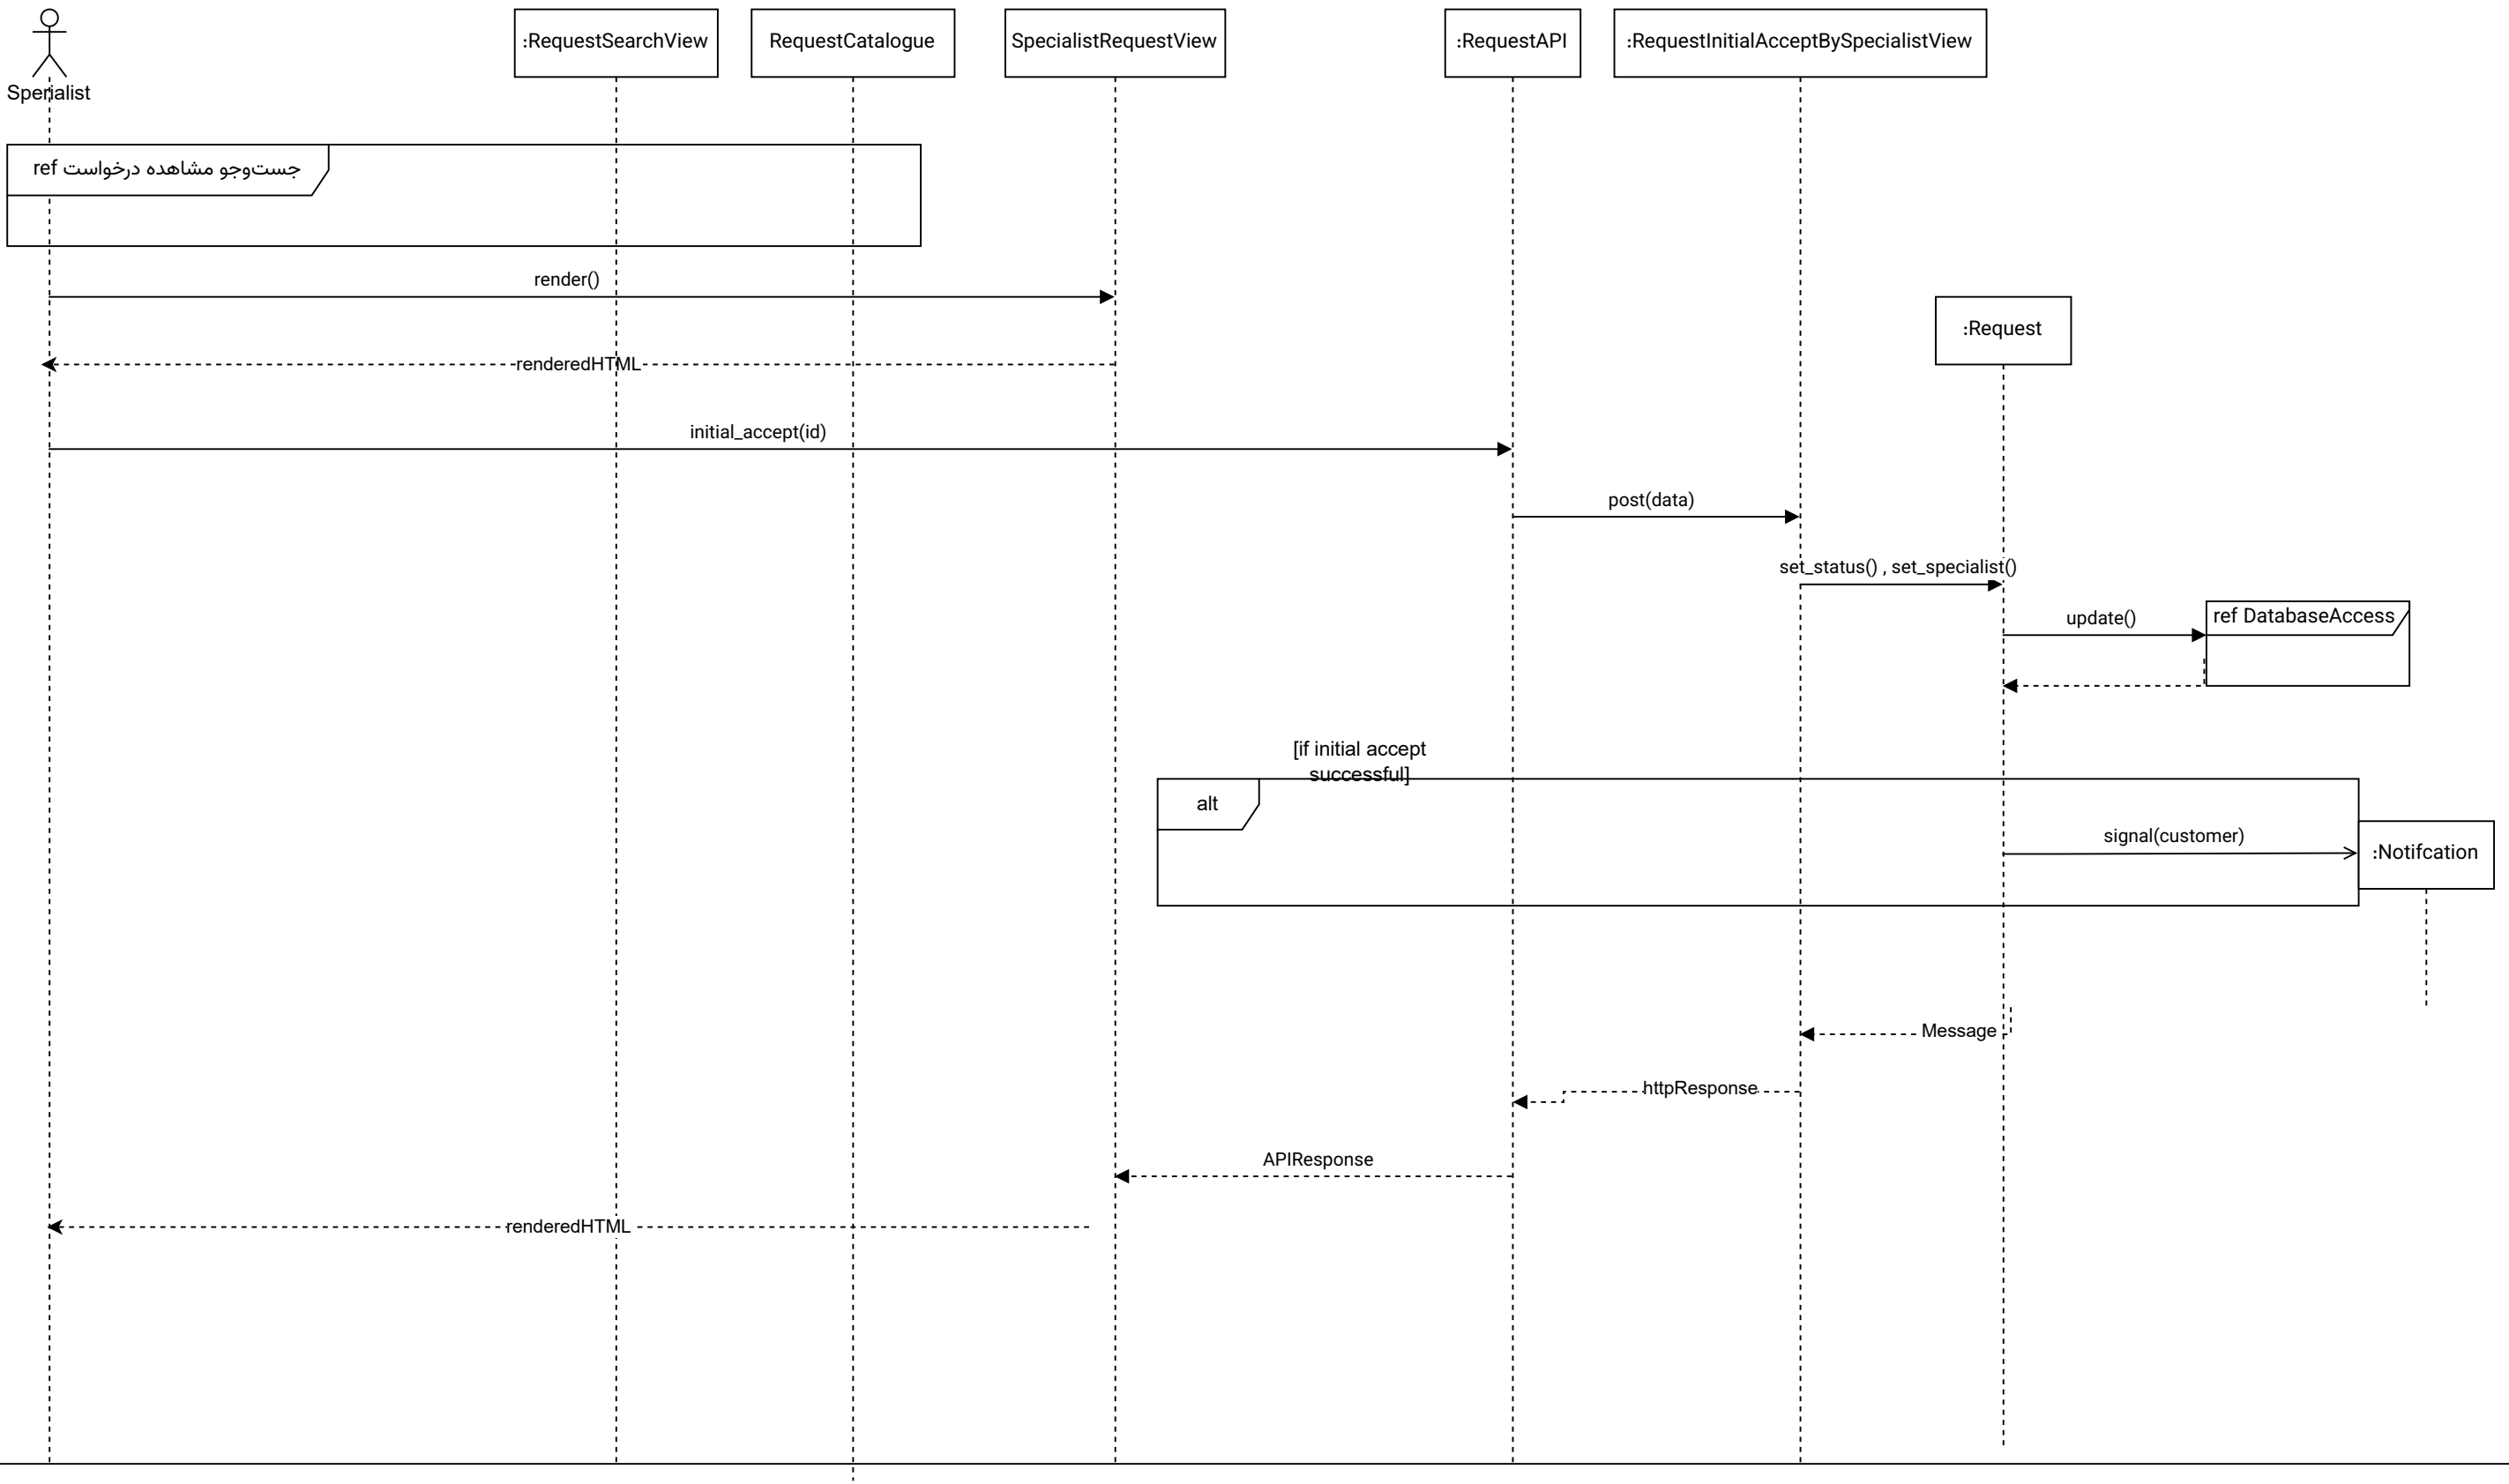 :RequestSearchView
RequestCatalogue
SpecialistRequestView
:RequestAPI
:RequestInitialAcceptBySpecialistView
Specialist
ref جست‌وجو مشاهده درخواست
render()
:Request
renderedHTML
initial_accept(id)
post(data)
set_status() , set_specialist()
update()
ref DatabaseAccess
[if initial accept
successful]
alt
signal(customer)
:Notifcation
Message
httpResponse
APIResponse
renderedHTML